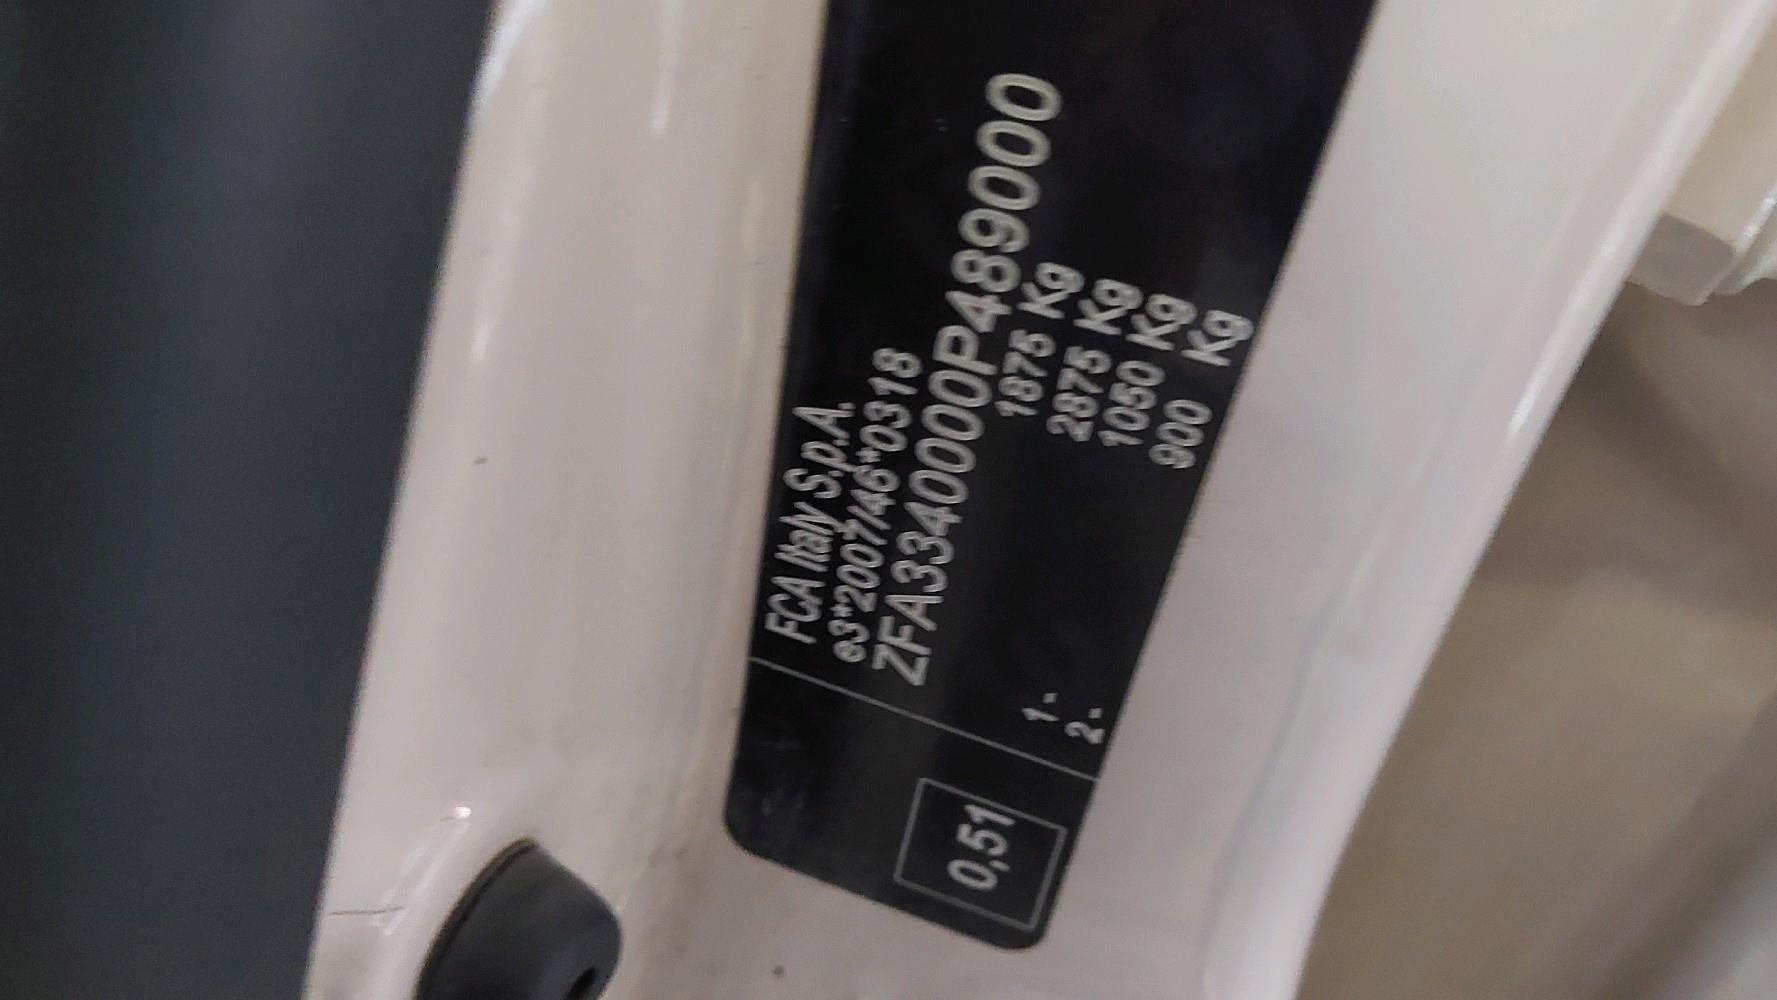 FCA Italy S.p.A.
e3*2007/46*0318
ZFA3340000P489000
1875 Kg
2875 Kg
1- 1050 Kg
2- 900 Kg
0,51